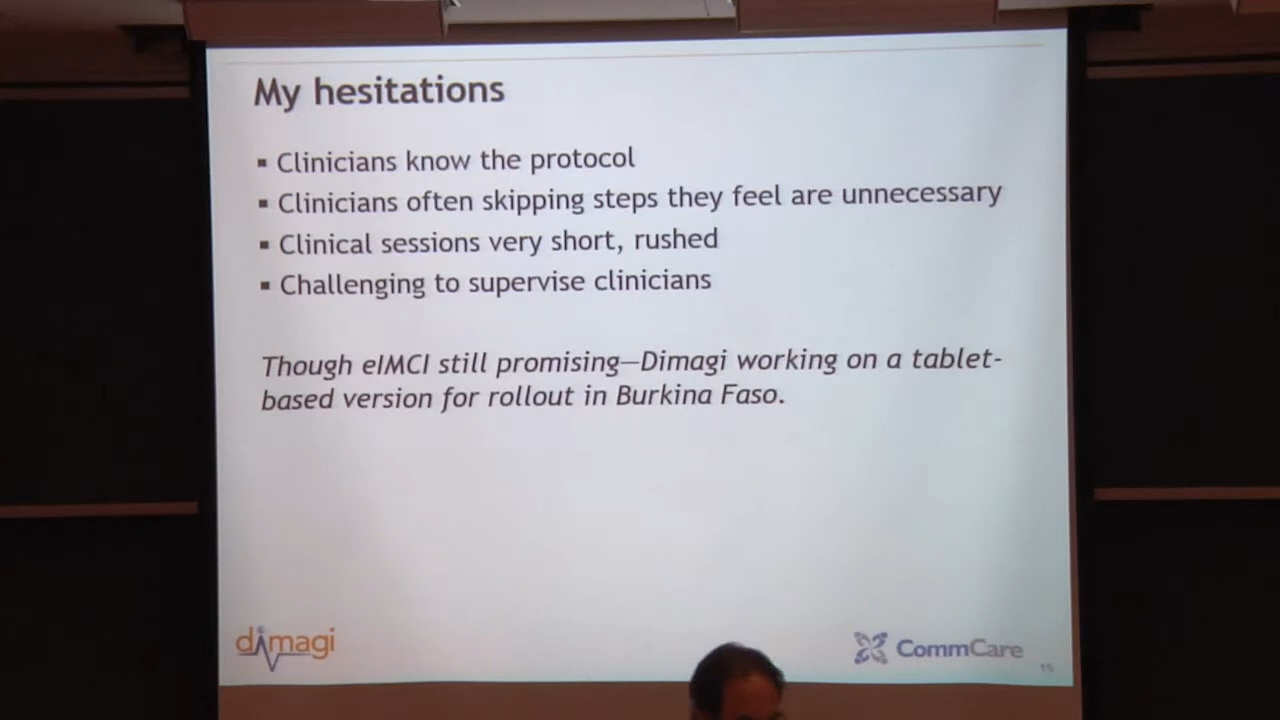 My hesitations
▪ Clinicians know the protocol
▪ Clinicians often skipping steps they feel are unnecessary
▪ Clinical sessions very short, rushed
▪ Challenging to supervise clinicians
Though eIMCI still promising—Dimagi working on a tablet-
based version for rollout in Burkina Faso.
dimagi
CommCare
15